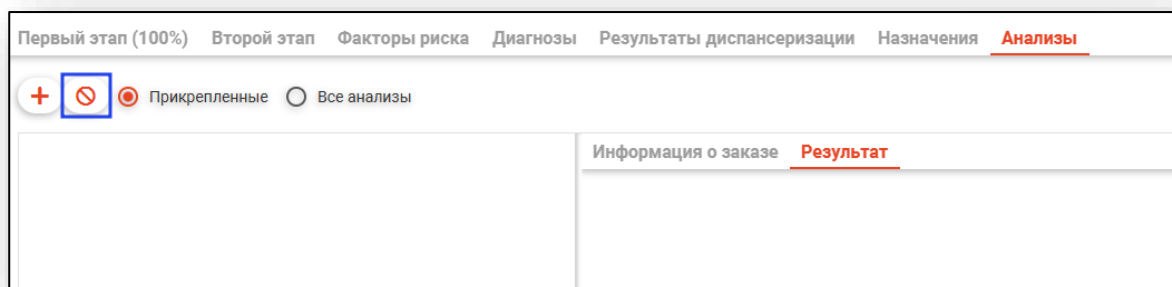 Первый этап (100%) Второй этап Факторы риска Диагнозы Результаты диспансеризации Назначения Анализы
Прикрепленные Все анализы
Информация о заказе Результат